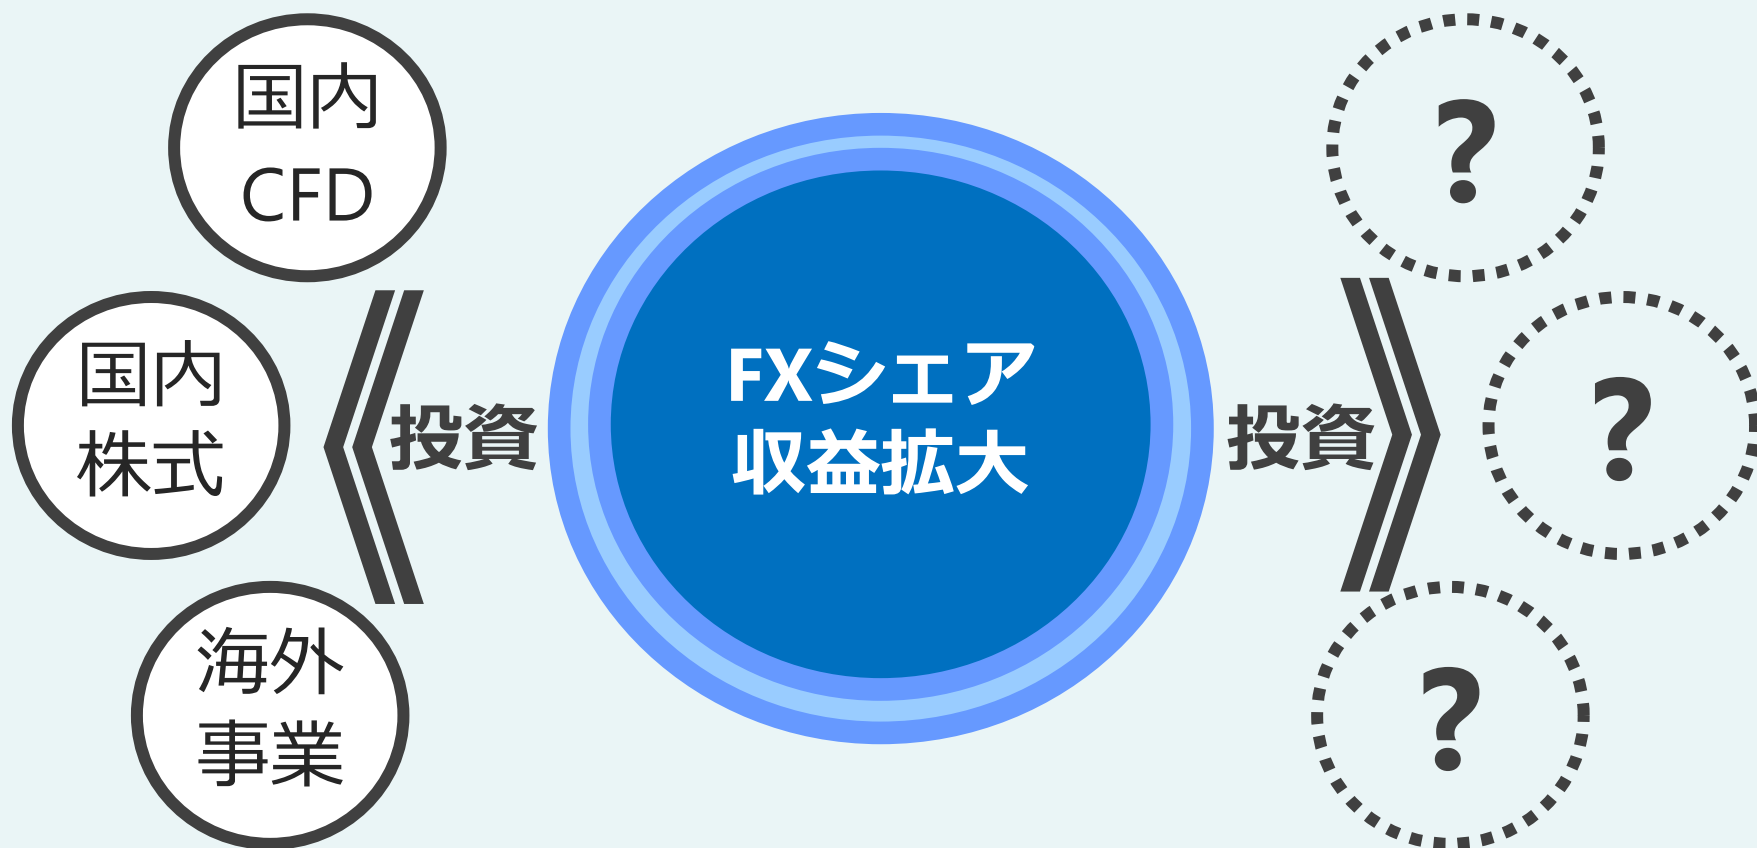 国内
CFD
国内
株式
海外
事業
投資
FXシェア
収益拡大
投資
?
?
?